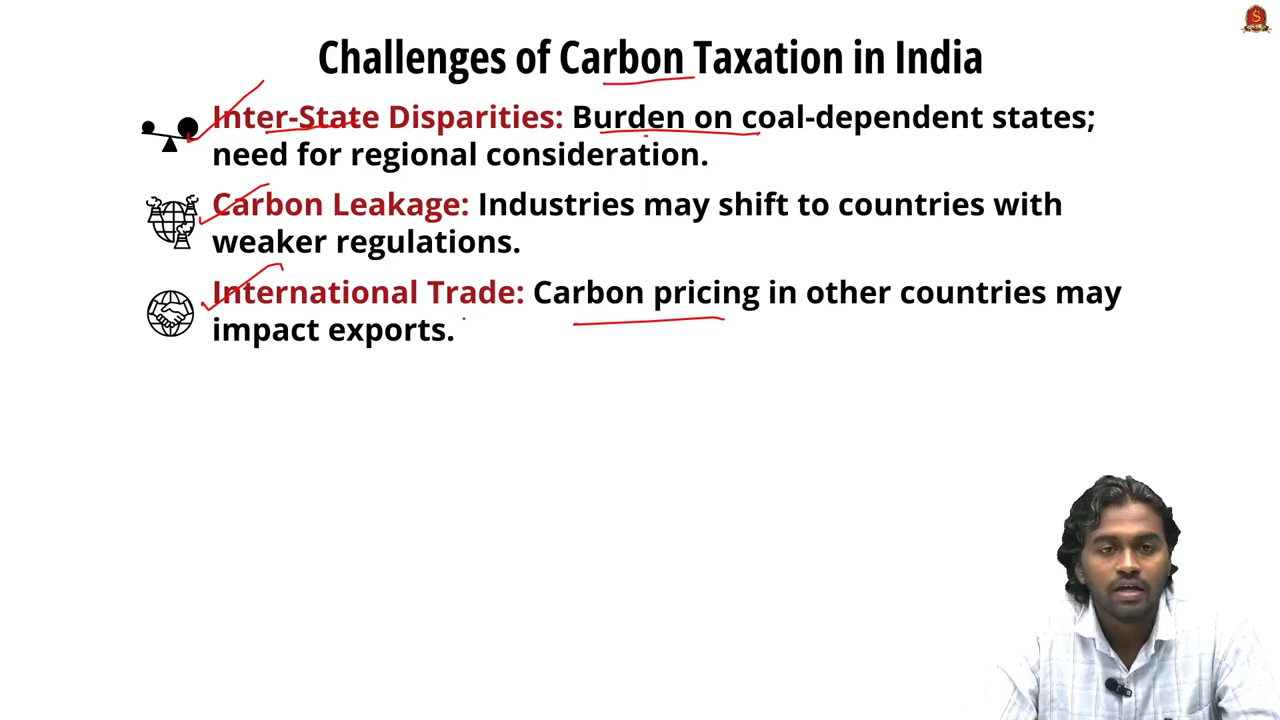 Challenges of Carbon Taxation in India
Inter-State Disparities: Burden on coal-dependent states;
need for regional consideration.
Carbon Leakage: Industries may shift to countries with
weaker regulations.
International Trade: Carbon pricing in other countries may
impact exports.